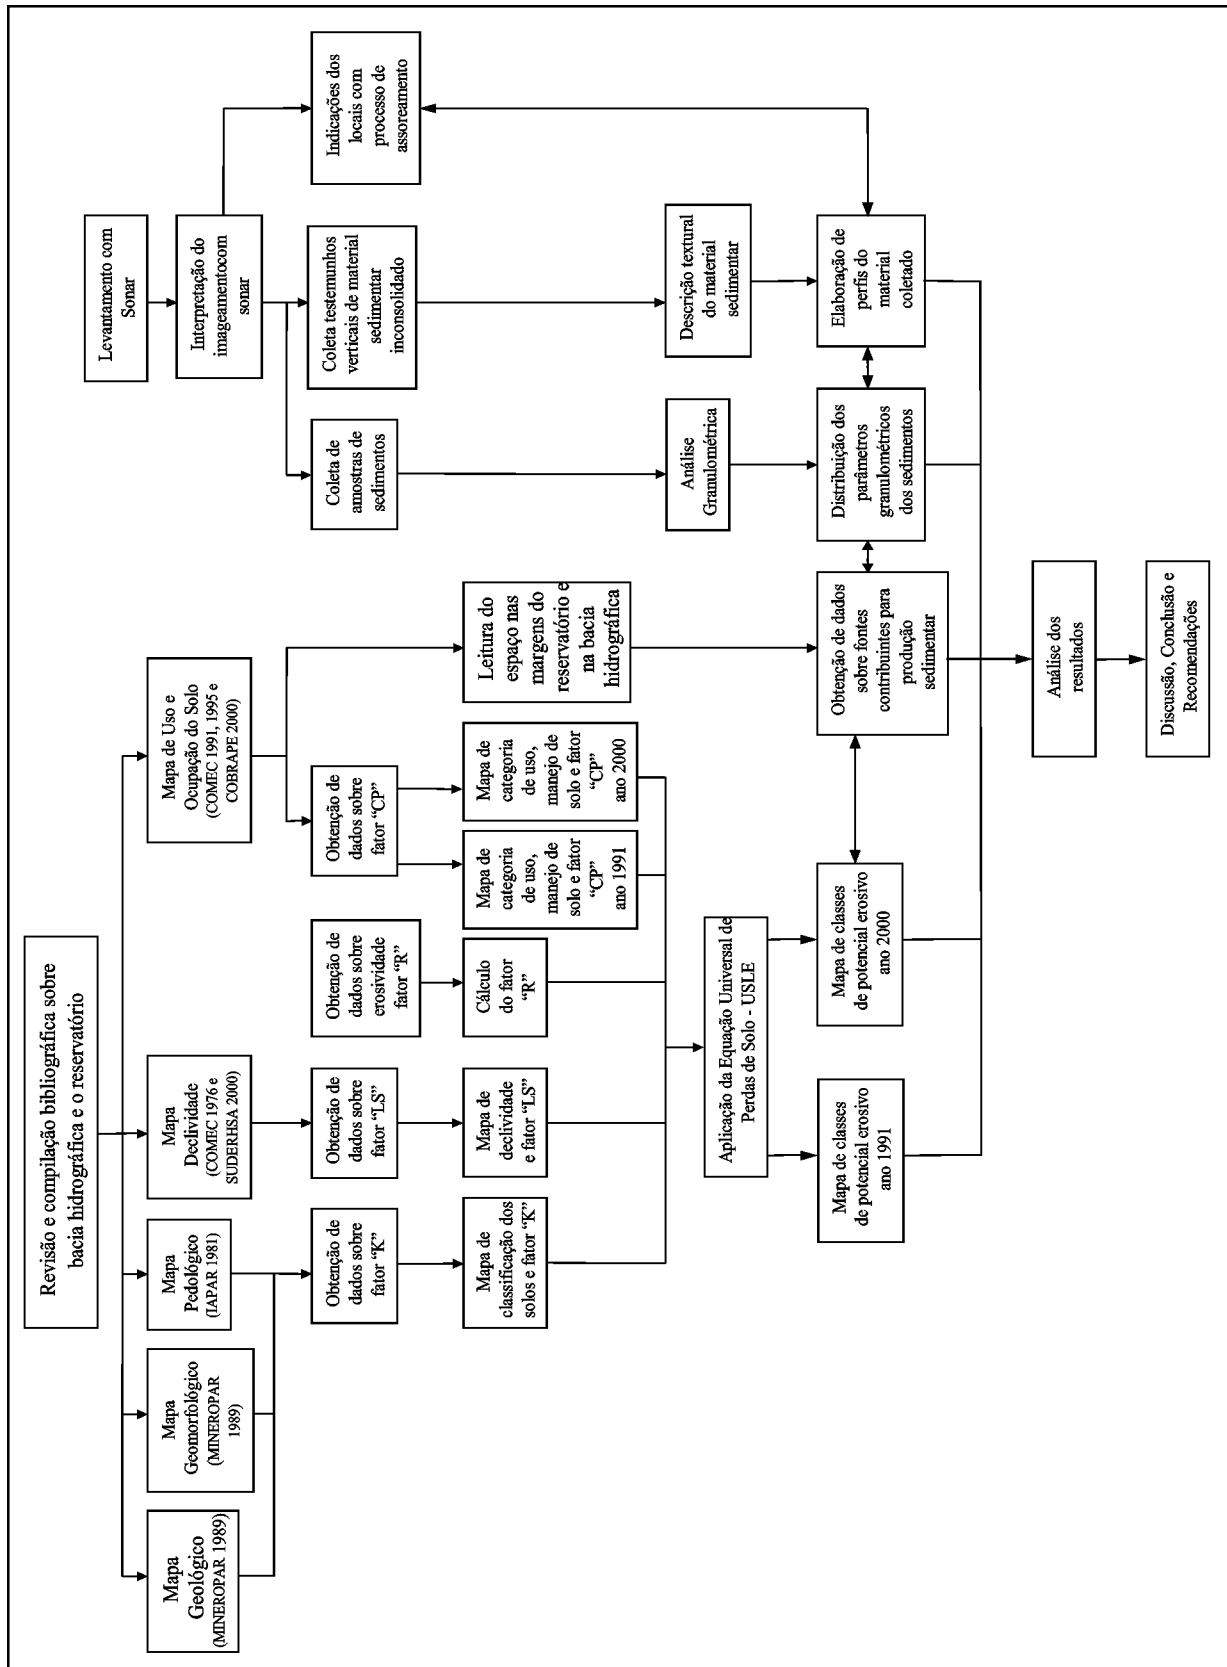 Revisão e compilação bibliográfica sobre
bacia hidrográfica e o reservatório
Levantamento com
Sonar
Mapa
Geológico
(MINEROPAR 1989)
Mapa
Geomorfológico
(MINEROPAR
1989)
Mapa
Pedológico
(IAPAR 1981)
Mapa
Declividade
(COMEC 1976 e
SUDERHSA 2000)
Mapa de Uso e
Ocupação do Solo
(COMEC 1991, 1995 e
COBRAPE 2000)
Interpretação do
imageamentocom
sonar
Obtenção de
dados sobre
fator “K”
Obtenção de
dados sobre
fator “LS”
Obtenção de
dados sobre
erosividade
fator “R”
Obtenção de
dados sobre
fator “CP”
Coleta de
amostras de
sedimentos
Coleta testemunhos
verticais de material
sedimentar
inconsolidado
Indicações dos
locais com
processo de
assoreamento
Mapa de
classificação dos
solos e fator “K”
Mapa de
declividade
e fator “LS”
Cálculo
do fator
“R”
Mapa de
categoria
de uso,
manejo de
solo e fator
“CP”
ano 1991
Mapa de
categoria
de uso,
manejo de
solo e fator
“CP”
ano 2000
Leitura do
espaço nas
margens do
reservatório e
na bacia
hidrográfica
Análise
Granulométrica
Descrição textural
do material
sedimentar
Aplicação da Equação Universal de
Perdas de Solo - USLE
Mapa de classes
de potencial erosivo
ano 1991
Mapa de classes
de potencial erosivo
ano 2000
Obtenção de dados
sobre fontes
contribuintes para
produção
sedimentar
Distribuição dos
parâmetros
granulométricos
dos sedimentos
Elaboração de
perfis do
material
coletado
Análise dos
resultados
Discussão, Conclusão e
Recomendações